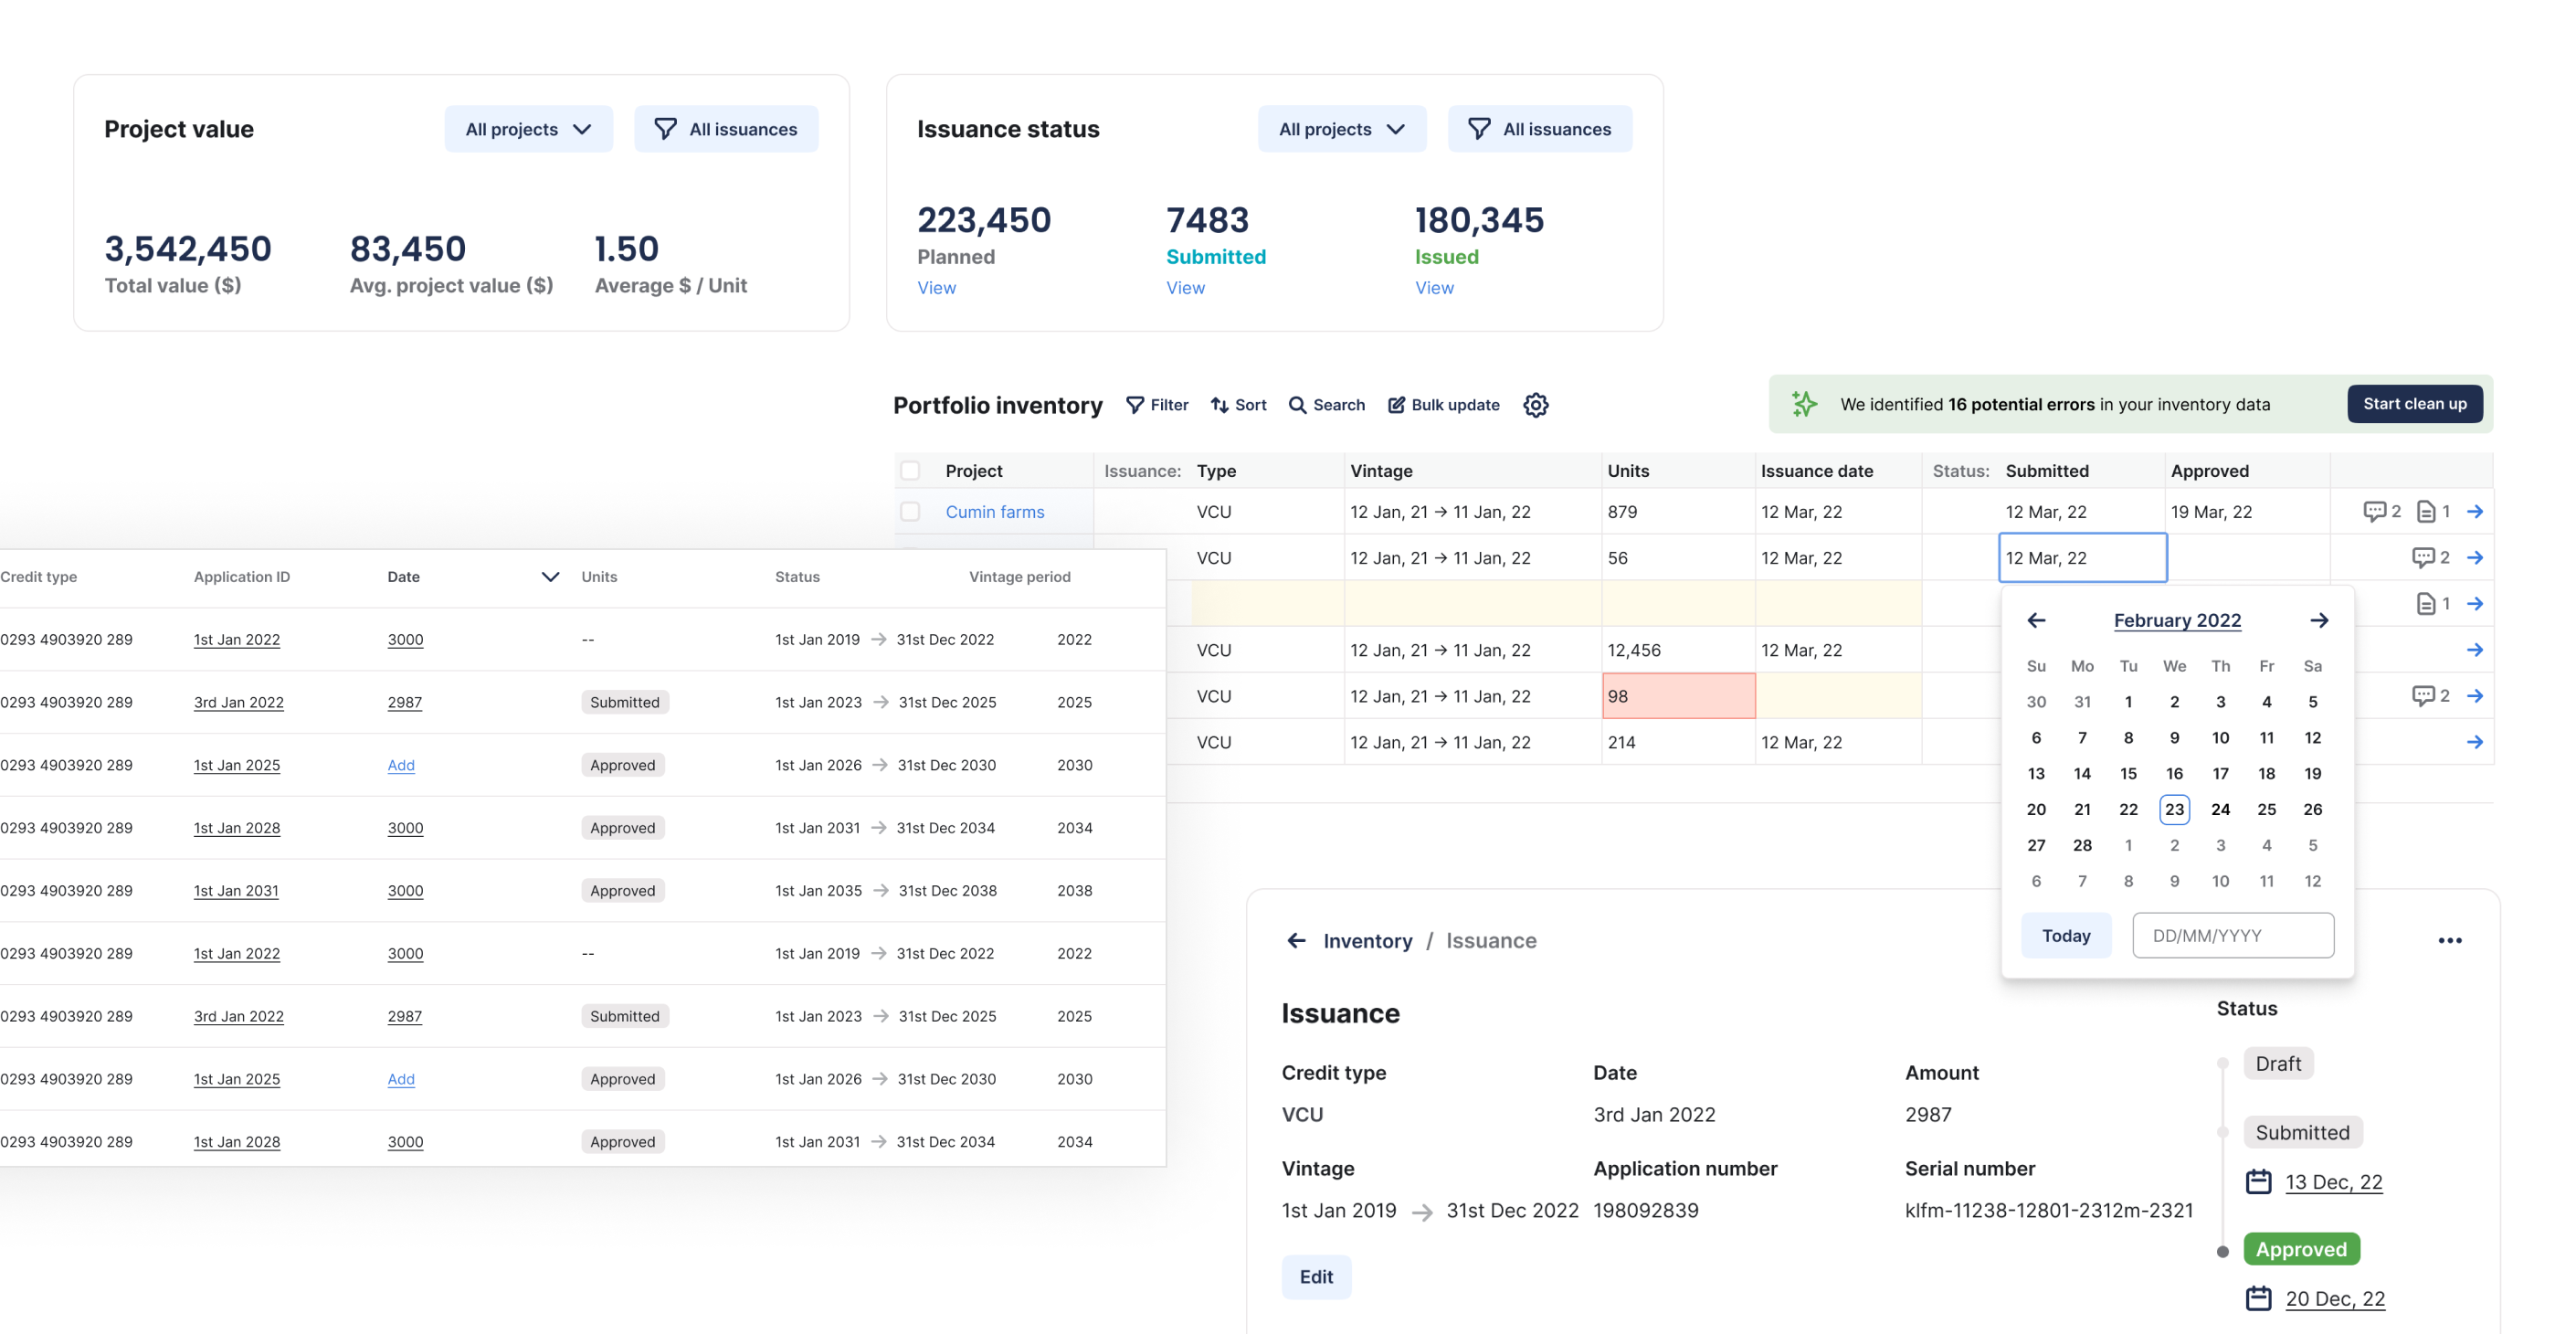 Project value
All projects
All issuances
3,542,450 83,450 1.50
Total value ($) Avg. project value ($) Average $ / Unit
Issuance status
All projects
All issuances
223,450 7483 180,345
Planned Submitted Issued
View View View
Portfolio inventory Filter Sort Search Bulk update
We identified 16 potential errors in your inventory data Start clean up
Project Issuance: Type Vintage Units Issuance date Status: Submitted Approved
Cumin farms VCU 12 Jan, 21 → 11 Jan, 22 879 12 Mar, 22 12 Mar, 22 19 Mar, 22 2 1 →
VCU 12 Jan, 21 → 11 Jan, 22 56 12 Mar, 22 12 Mar, 22 2 →
1 →
VCU 12 Jan, 21 → 11 Jan, 22 12,456 12 Mar, 22 →
VCU 12 Jan, 21 → 11 Jan, 22 98 2 →
VCU 12 Jan, 21 → 11 Jan, 22 214 12 Mar, 22 →
Credit type Application ID Date Units Status Vintage period
0293 4903920 289 1st Jan 2022 3000 -- 1st Jan 2019 → 31st Dec 2022 2022
0293 4903920 289 3rd Jan 2022 2987 Submitted 1st Jan 2023 → 31st Dec 2025 2025
0293 4903920 289 1st Jan 2025 Add Approved 1st Jan 2026 → 31st Dec 2030 2030
0293 4903920 289 1st Jan 2028 3000 Approved 1st Jan 2031 → 31st Dec 2034 2034
0293 4903920 289 1st Jan 2031 3000 Approved 1st Jan 2035 → 31st Dec 2038 2038
0293 4903920 289 1st Jan 2022 3000 -- 1st Jan 2019 → 31st Dec 2022 2022
0293 4903920 289 3rd Jan 2022 2987 Submitted 1st Jan 2023 → 31st Dec 2025 2025
0293 4903920 289 1st Jan 2025 Add Approved 1st Jan 2026 → 31st Dec 2030 2030
0293 4903920 289 1st Jan 2028 3000 Approved 1st Jan 2031 → 31st Dec 2034 2034
← February 2022 →
Su Mo Tu We Th Fr Sa
30 31 1 2 3 4 5
6 7 8 9 10 11 12
13 14 15 16 17 18 19
20 21 22 23 24 25 26
27 28 1 2 3 4 5
6 7 8 9 10 11 12
Today DD/MM/YYYY
← Inventory / Issuance
Issuance
Credit type Date Amount
VCU 3rd Jan 2022 2987
Vintage Application number Serial number
1st Jan 2019 → 31st Dec 2022 198092839 klfm-11238-12801-2312m-2321
Edit
Status
Draft
Submitted
13 Dec, 22
Approved
20 Dec, 22